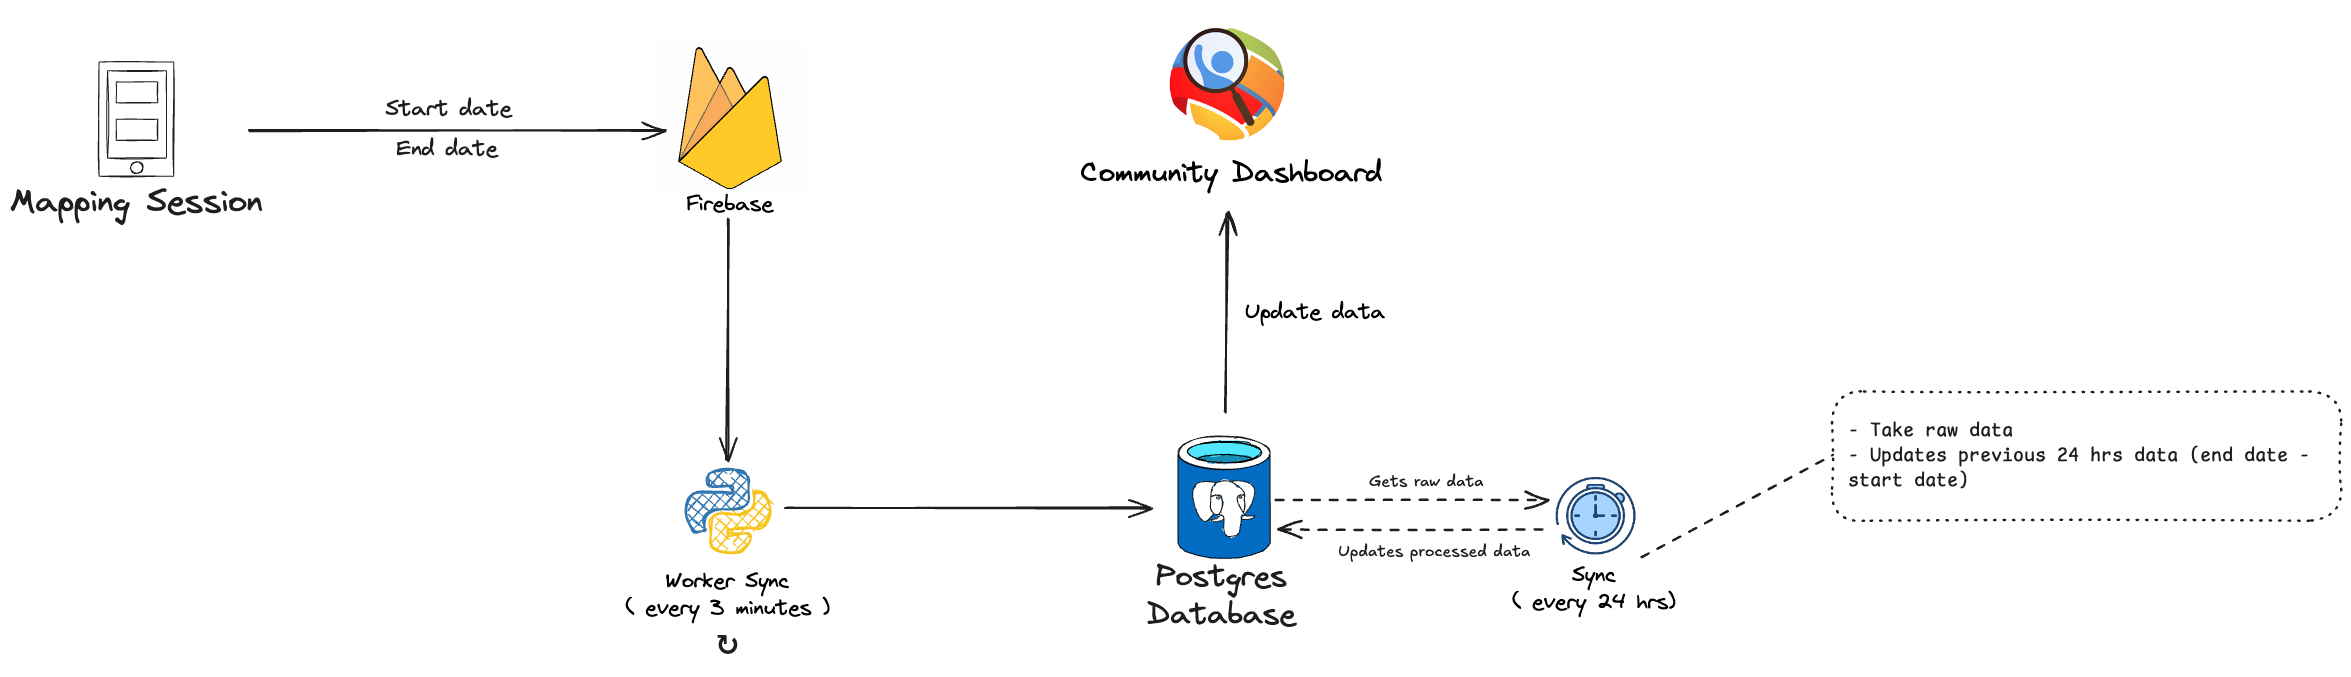 Start date
End date
Mapping Session
Firebase
Community Dashboard
Update data
Worker Sync
( every 3 minutes )
Postgres
Database
Gets raw data
Updates processed data
Sync
( every 24 hrs)
- Take raw data
- Updates previous 24 hrs data (end date -
start date)